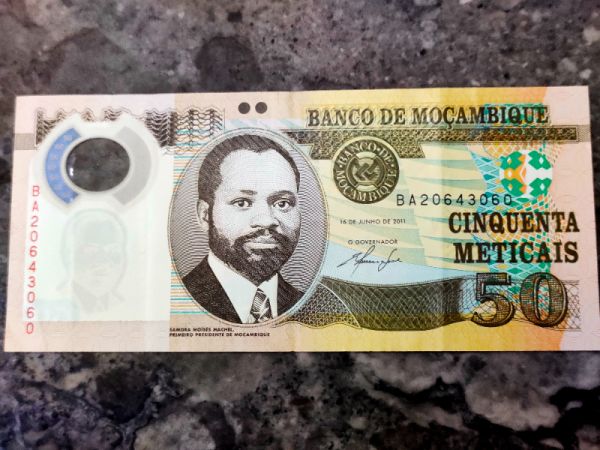 BANCO DE MOÇAMBIQUE
BANCO DE MOÇAMBIQUE
BA20643060
16 DE JUNHO DE 2011
O GOVERNADOR
CINQUENTA
METICAIS
50
SAMORA MOISÉS MACHEL,
PRIMEIRO PRESIDENTE DE MOÇAMBIQUE
BA20643060